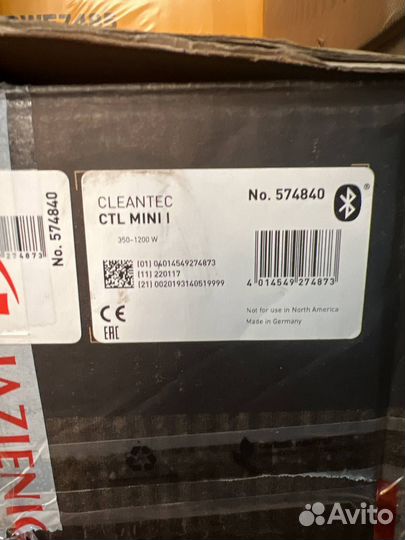 DWE7485
CLEANTEC
CTL MINI I
No. 574840
®
350-1200 W
(01) 04014549274873
(11) 220117
(21) 0020193140519999
4 014549 274873
CE
EAC
Not for use in North America
Made in Germany
No. 574840
274873
Avito